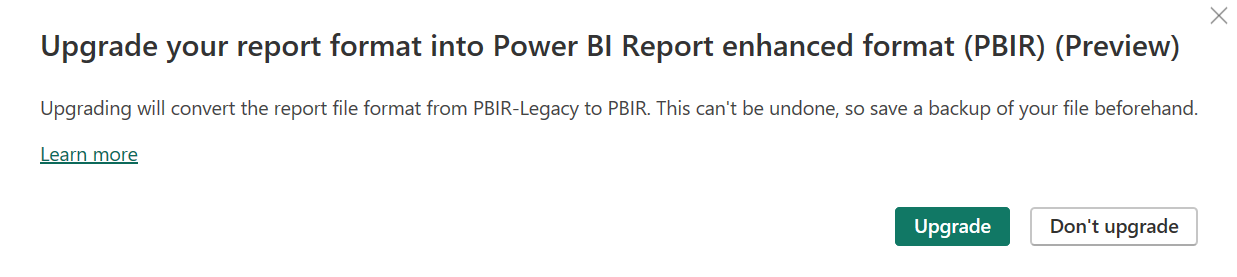 Upgrade your report format into Power BI Report enhanced format (PBIR) (Preview)
Upgrading will convert the report file format from PBIR-Legacy to PBIR. This can't be undone, so save a backup of your file beforehand.
Learn more
Upgrade
Don't upgrade